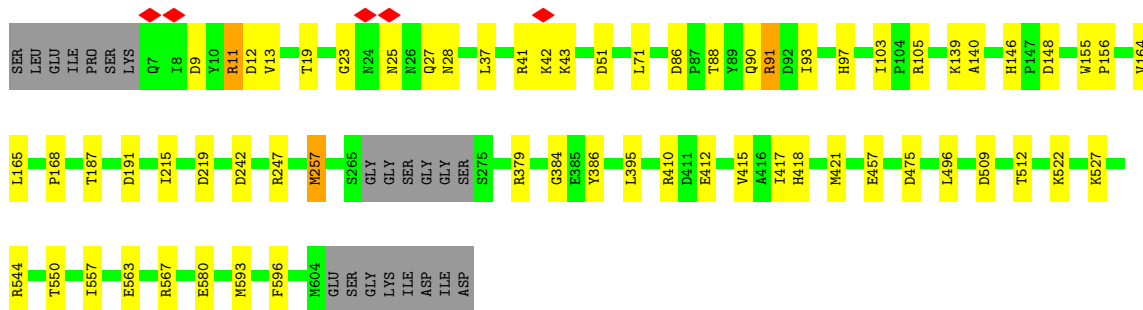 SER LEU GLU ILE PRO SER LYS Q7 I8 D9 Y10 R11 D12 V13 T19 G23 N24 N25 N26 Q27 N28 L37 R41 K42 K43 D51 L71 D86 P87 T88 Y89 Q90 R91 D92 I93 H97 I103 P104 R105 K139 A140 H146 P147 D148 W155 P156 V164
L165 P168 T187 D191 I215 D219 D242 R247 M257 S265 GLY GLY SER GLY GLY SER S275 R379 G384 E385 Y386 L395 R410 D411 E412 V415 A416 I417 H418 M421 E457 D475 L496 D509 T512 K522 K527
R544 T550 I557 E563 R567 E580 M593 F596 M604 GLU SER GLY LYS ILE ASP ILE ASP